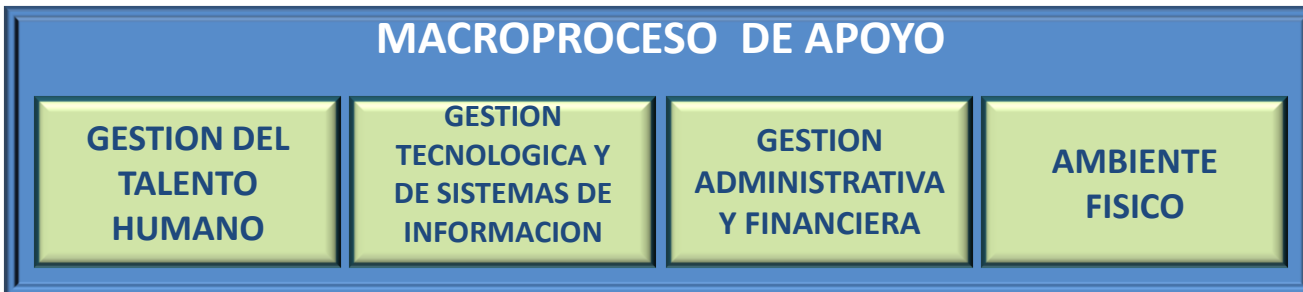 MACROPROCESO DE APOYO
GESTION DEL
TALENTO
HUMANO
GESTION
TECNOLOGICA Y
DE SISTEMAS DE
INFORMACION
GESTION
ADMINISTRATIVA
Y FINANCIERA
AMBIENTE
FISICO